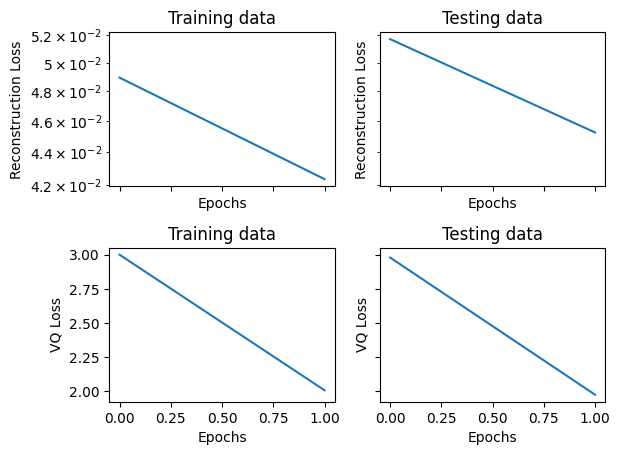 Training data
Testing data
Reconstruction Loss
5.2 × 10⁻²
5 × 10⁻²
4.8 × 10⁻²
4.6 × 10⁻²
4.4 × 10⁻²
4.2 × 10⁻²
Reconstruction Loss
Epochs
Epochs
Training data
Testing data
VQ Loss
3.00
2.75
2.50
2.25
2.00
VQ Loss
0.00 0.25 0.50 0.75 1.00
0.00 0.25 0.50 0.75 1.00
Epochs
Epochs